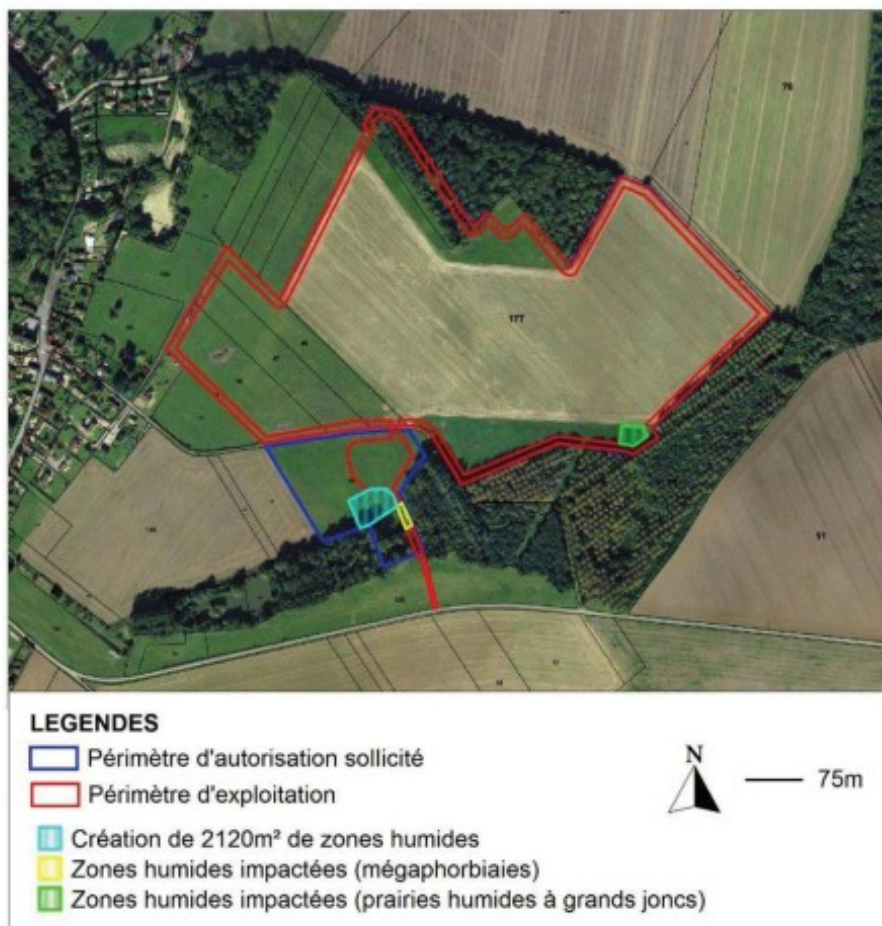 177
LEGENDES
Périmètre d'autorisation sollicité
Périmètre d'exploitation
N
75m
Création de 2120m² de zones humides
Zones humides impactées (mégaphorbiaies)
Zones humides impactées (prairies humides à grands joncs)